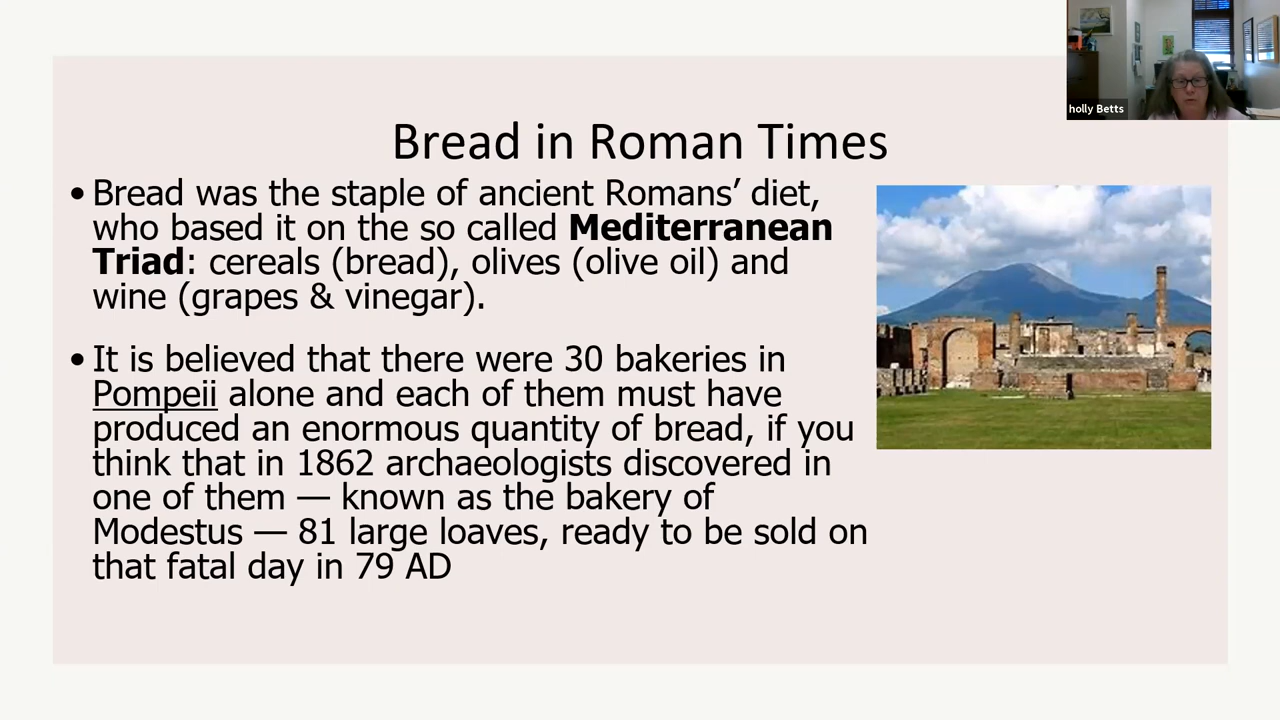 holly Betts
Bread in Roman Times
• Bread was the staple of ancient Romans’ diet,
who based it on the so called Mediterranean
Triad: cereals (bread), olives (olive oil) and
wine (grapes & vinegar).
• It is believed that there were 30 bakeries in
Pompeii alone and each of them must have
produced an enormous quantity of bread, if you
think that in 1862 archaeologists discovered in
one of them — known as the bakery of
Modestus — 81 large loaves, ready to be sold on
that fatal day in 79 AD